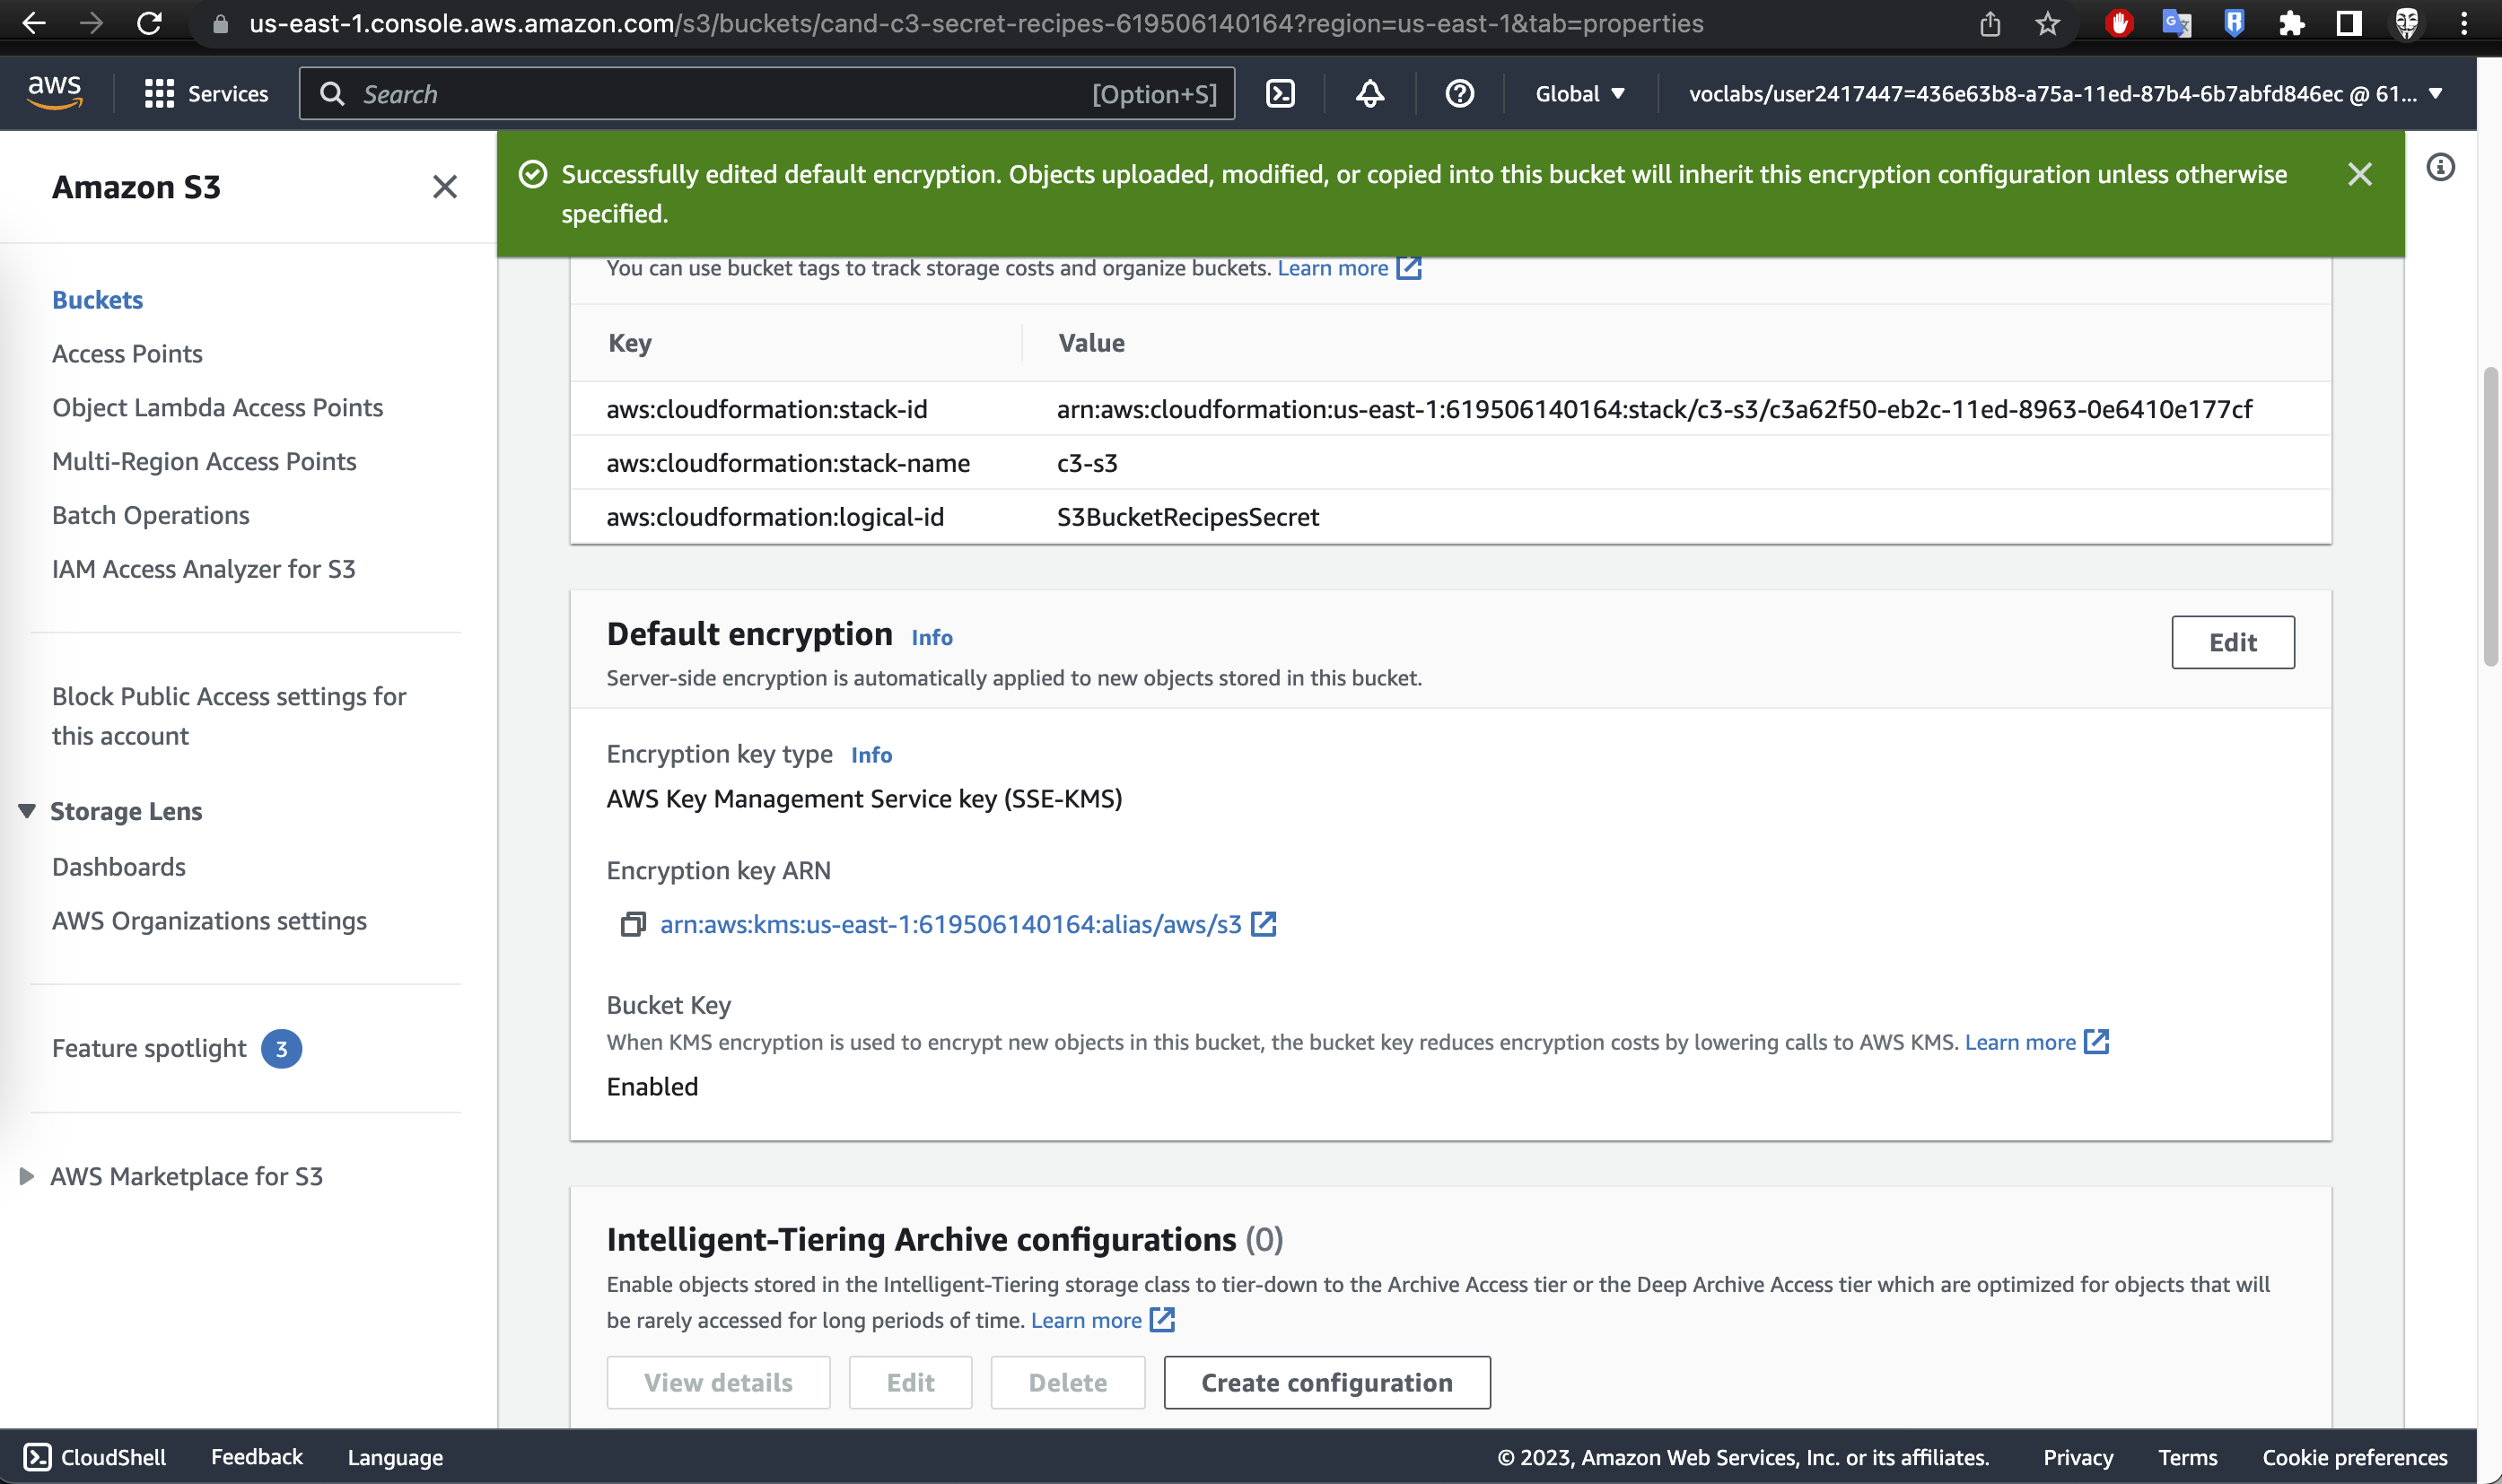 us-east-1.console.aws.amazon.com/s3/buckets/cand-c3-secret-recipes-619506140164?region=us-east-1&tab=properties
aws
Services
Search
[Option+S]
Global
voclabs/user2417447=436e63b8-a75a-11ed-87b4-6b7abfd846ec @ 61...
Amazon S3
Buckets
Access Points
Object Lambda Access Points
Multi-Region Access Points
Batch Operations
IAM Access Analyzer for S3
Block Public Access settings for
this account
Storage Lens
Dashboards
AWS Organizations settings
Feature spotlight 3
AWS Marketplace for S3
Successfully edited default encryption. Objects uploaded, modified, or copied into this bucket will inherit this encryption configuration unless otherwise
specified.
You can use bucket tags to track storage costs and organize buckets. Learn more
Key Value
aws:cloudformation:stack-id arn:aws:cloudformation:us-east-1:619506140164:stack/c3-s3/c3a62f50-eb2c-11ed-8963-0e6410e177cf
aws:cloudformation:stack-name c3-s3
aws:cloudformation:logical-id S3BucketRecipesSecret
Default encryption Info
Edit
Server-side encryption is automatically applied to new objects stored in this bucket.
Encryption key type Info
AWS Key Management Service key (SSE-KMS)
Encryption key ARN
arn:aws:kms:us-east-1:619506140164:alias/aws/s3
Bucket Key
When KMS encryption is used to encrypt new objects in this bucket, the bucket key reduces encryption costs by lowering calls to AWS KMS. Learn more
Enabled
Intelligent-Tiering Archive configurations (0)
Enable objects stored in the Intelligent-Tiering storage class to tier-down to the Archive Access tier or the Deep Archive Access tier which are optimized for objects that will
be rarely accessed for long periods of time. Learn more
View details Edit Delete Create configuration
CloudShell Feedback Language
© 2023, Amazon Web Services, Inc. or its affiliates. Privacy Terms Cookie preferences